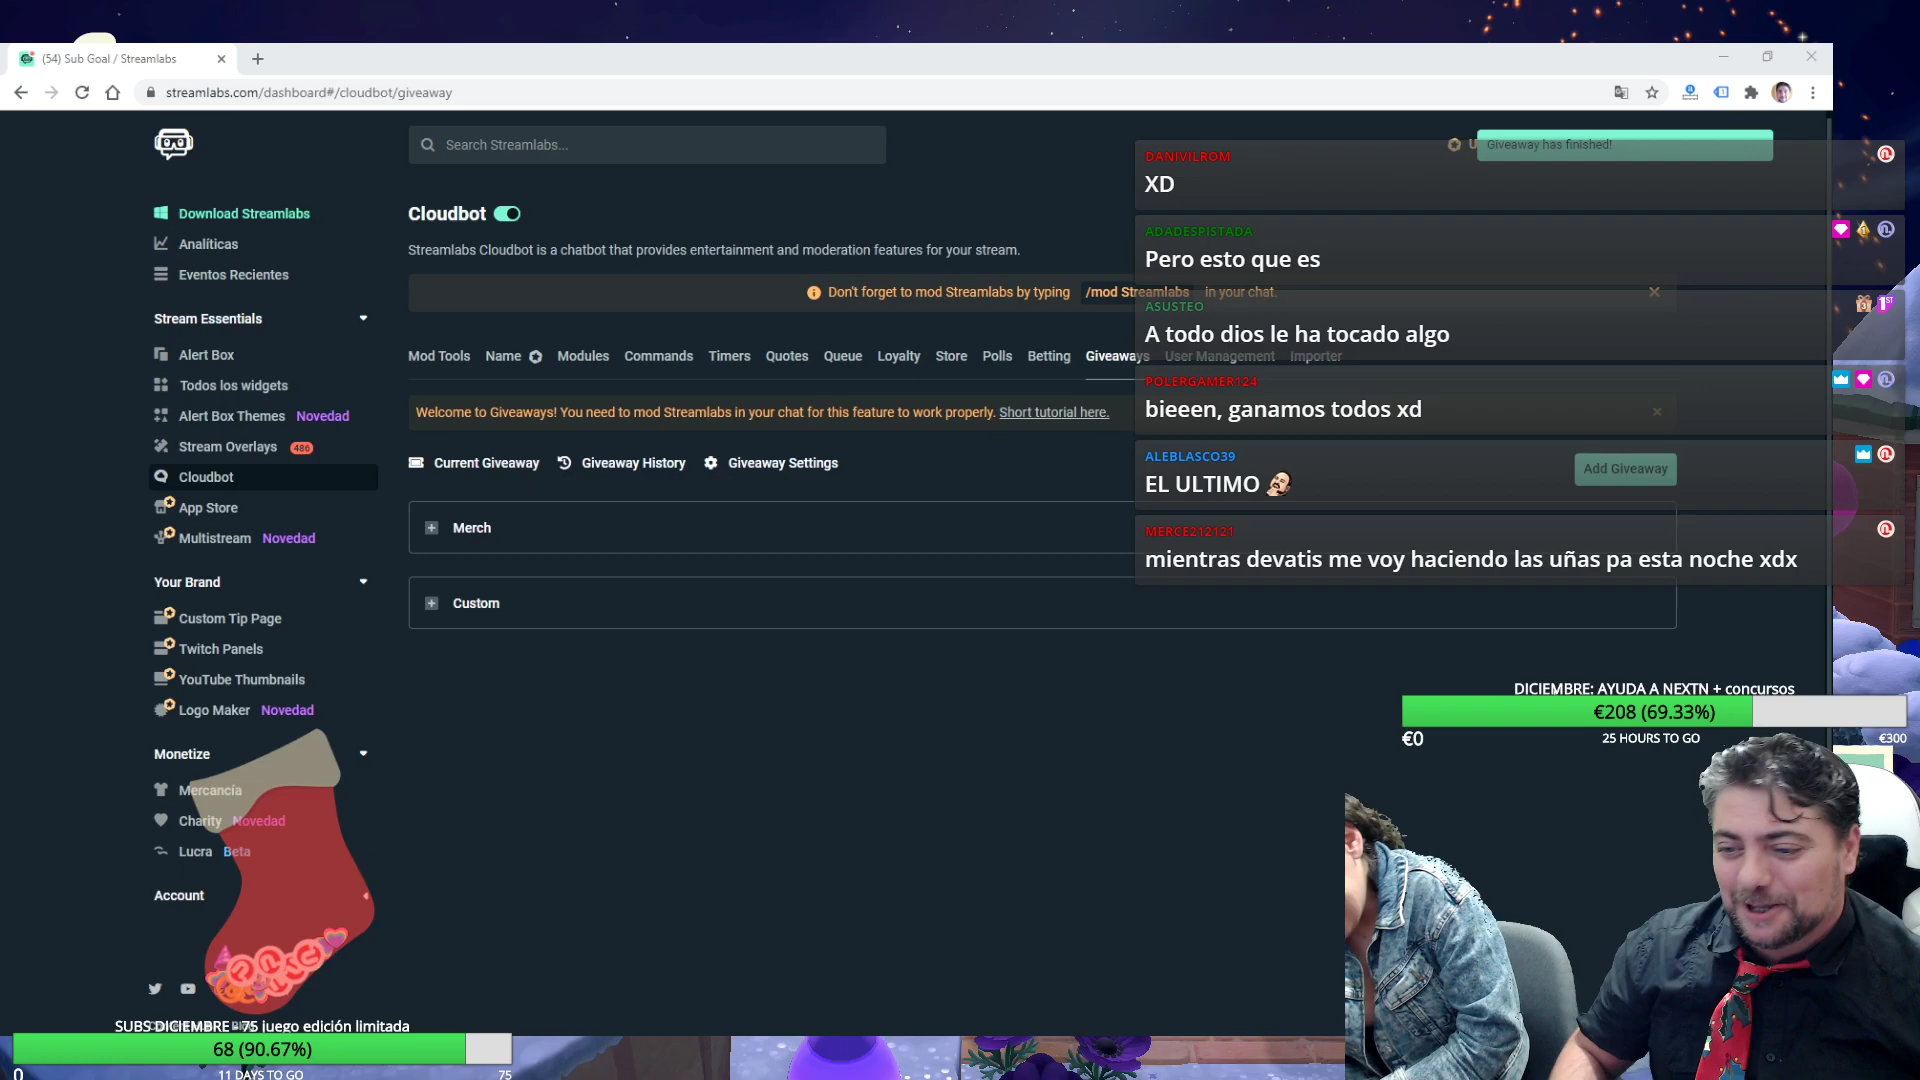 (54) Sub Goal / Streamlabs
streamlabs.com/dashboard#/cloudbot/giveaway
Search Streamlabs...
Giveaway has finished!
Download Streamlabs
Analíticas
Eventos Recientes
Stream Essentials
Alert Box
Todos los widgets
Alert Box Themes Novedad
Stream Overlays 486
Cloudbot
App Store
Multistream Novedad
Your Brand
Custom Tip Page
Twitch Panels
YouTube Thumbnails
Logo Maker Novedad
Monetize
Mercancía
Charity Novedad
Lucra Beta
Account
Cloudbot
Streamlabs Cloudbot is a chatbot that provides entertainment and moderation features for your stream.
Don't forget to mod Streamlabs by typing /mod Streamlabs in your chat.
Mod Tools Name Modules Commands Timers Quotes Queue Loyalty Store Polls Betting Giveaways User Management Importer
Welcome to Giveaways! You need to mod Streamlabs in your chat for this feature to work properly. Short tutorial here.
Current Giveaway Giveaway History Giveaway Settings
Add Giveaway
Merch
Custom
DANIVILROM
XD
ADADESPISTADA
Pero esto que es
ASUSTEO
A todo dios le ha tocado algo
POLERGAMER124
bieeen, ganamos todos xd
ALEBLASCO39
EL ULTIMO
MERCE212121
mientras devatis me voy haciendo las uñas pa esta noche xdx
DICIEMBRE: AYUDA A NEXTN + concursos
€208 (69.33%)
€0 25 HOURS TO GO €300
SUBS DICIEMBRE - 75 juego edición limitada
68 (90.67%)
0 11 DAYS TO GO 75